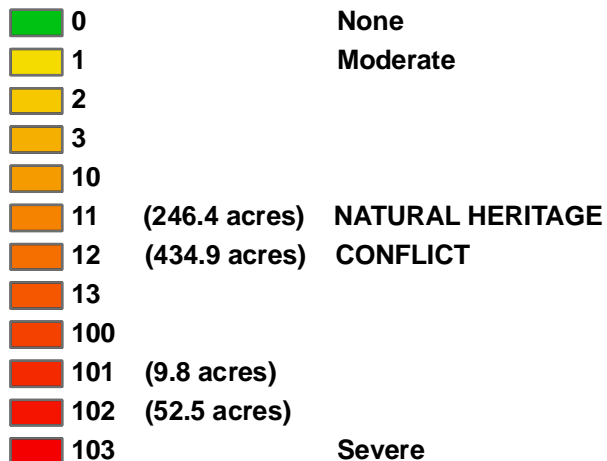 0 None
1 Moderate
2
3
10
11 (246.4 acres) NATURAL HERITAGE
12 (434.9 acres) CONFLICT
13
100
101 (9.8 acres)
102 (52.5 acres)
103 Severe